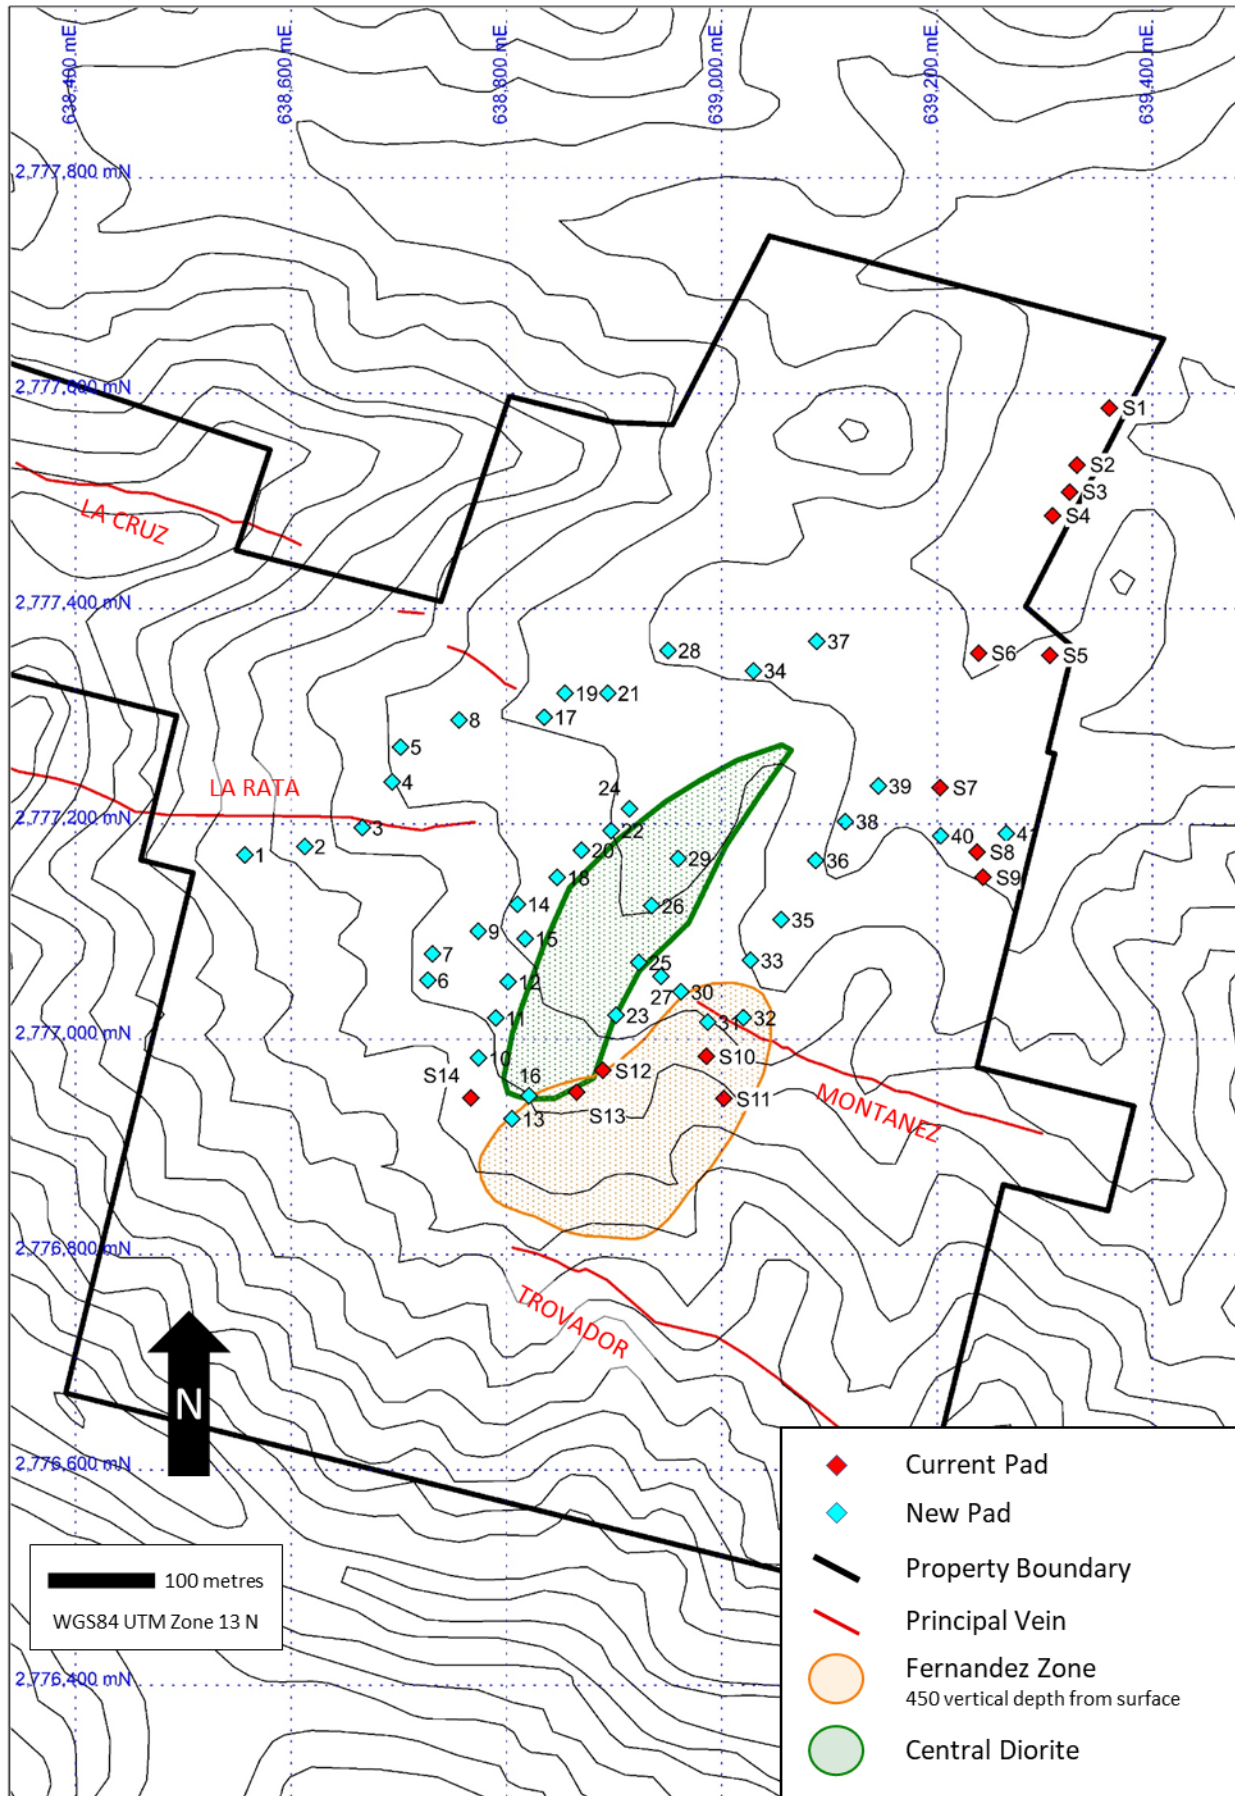 638,400 mE
638,600 mE
638,800 mE
639,000 mE
639,200 mE
639,400 mE
2,777,800 mN
2,777,600 mN
S1
S2
S3
S4
LA CRUZ
2,777,400 mN
37
28
S6
S5
34
19
21
17
8
5
4
LA RATA
24
39
S7
38
22
3
40
41
20
2
1
29
S8
36
18
S9
14
26
35
9
15
7
25
33
6
12
27
30
11
23
31
32
2,777,200 mN
2,777,000 mN
10
S10
S14
S12
16
S11
S13
13
MONTANEZ
2,776,800 mN
TROVADOR
N
2,776,600 mN
100 metres
WGS84 UTM Zone 13 N
2,776,400 mN
Current Pad
New Pad
Property Boundary
Principal Vein
Fernandez Zone
450 vertical depth from surface
Central Diorite